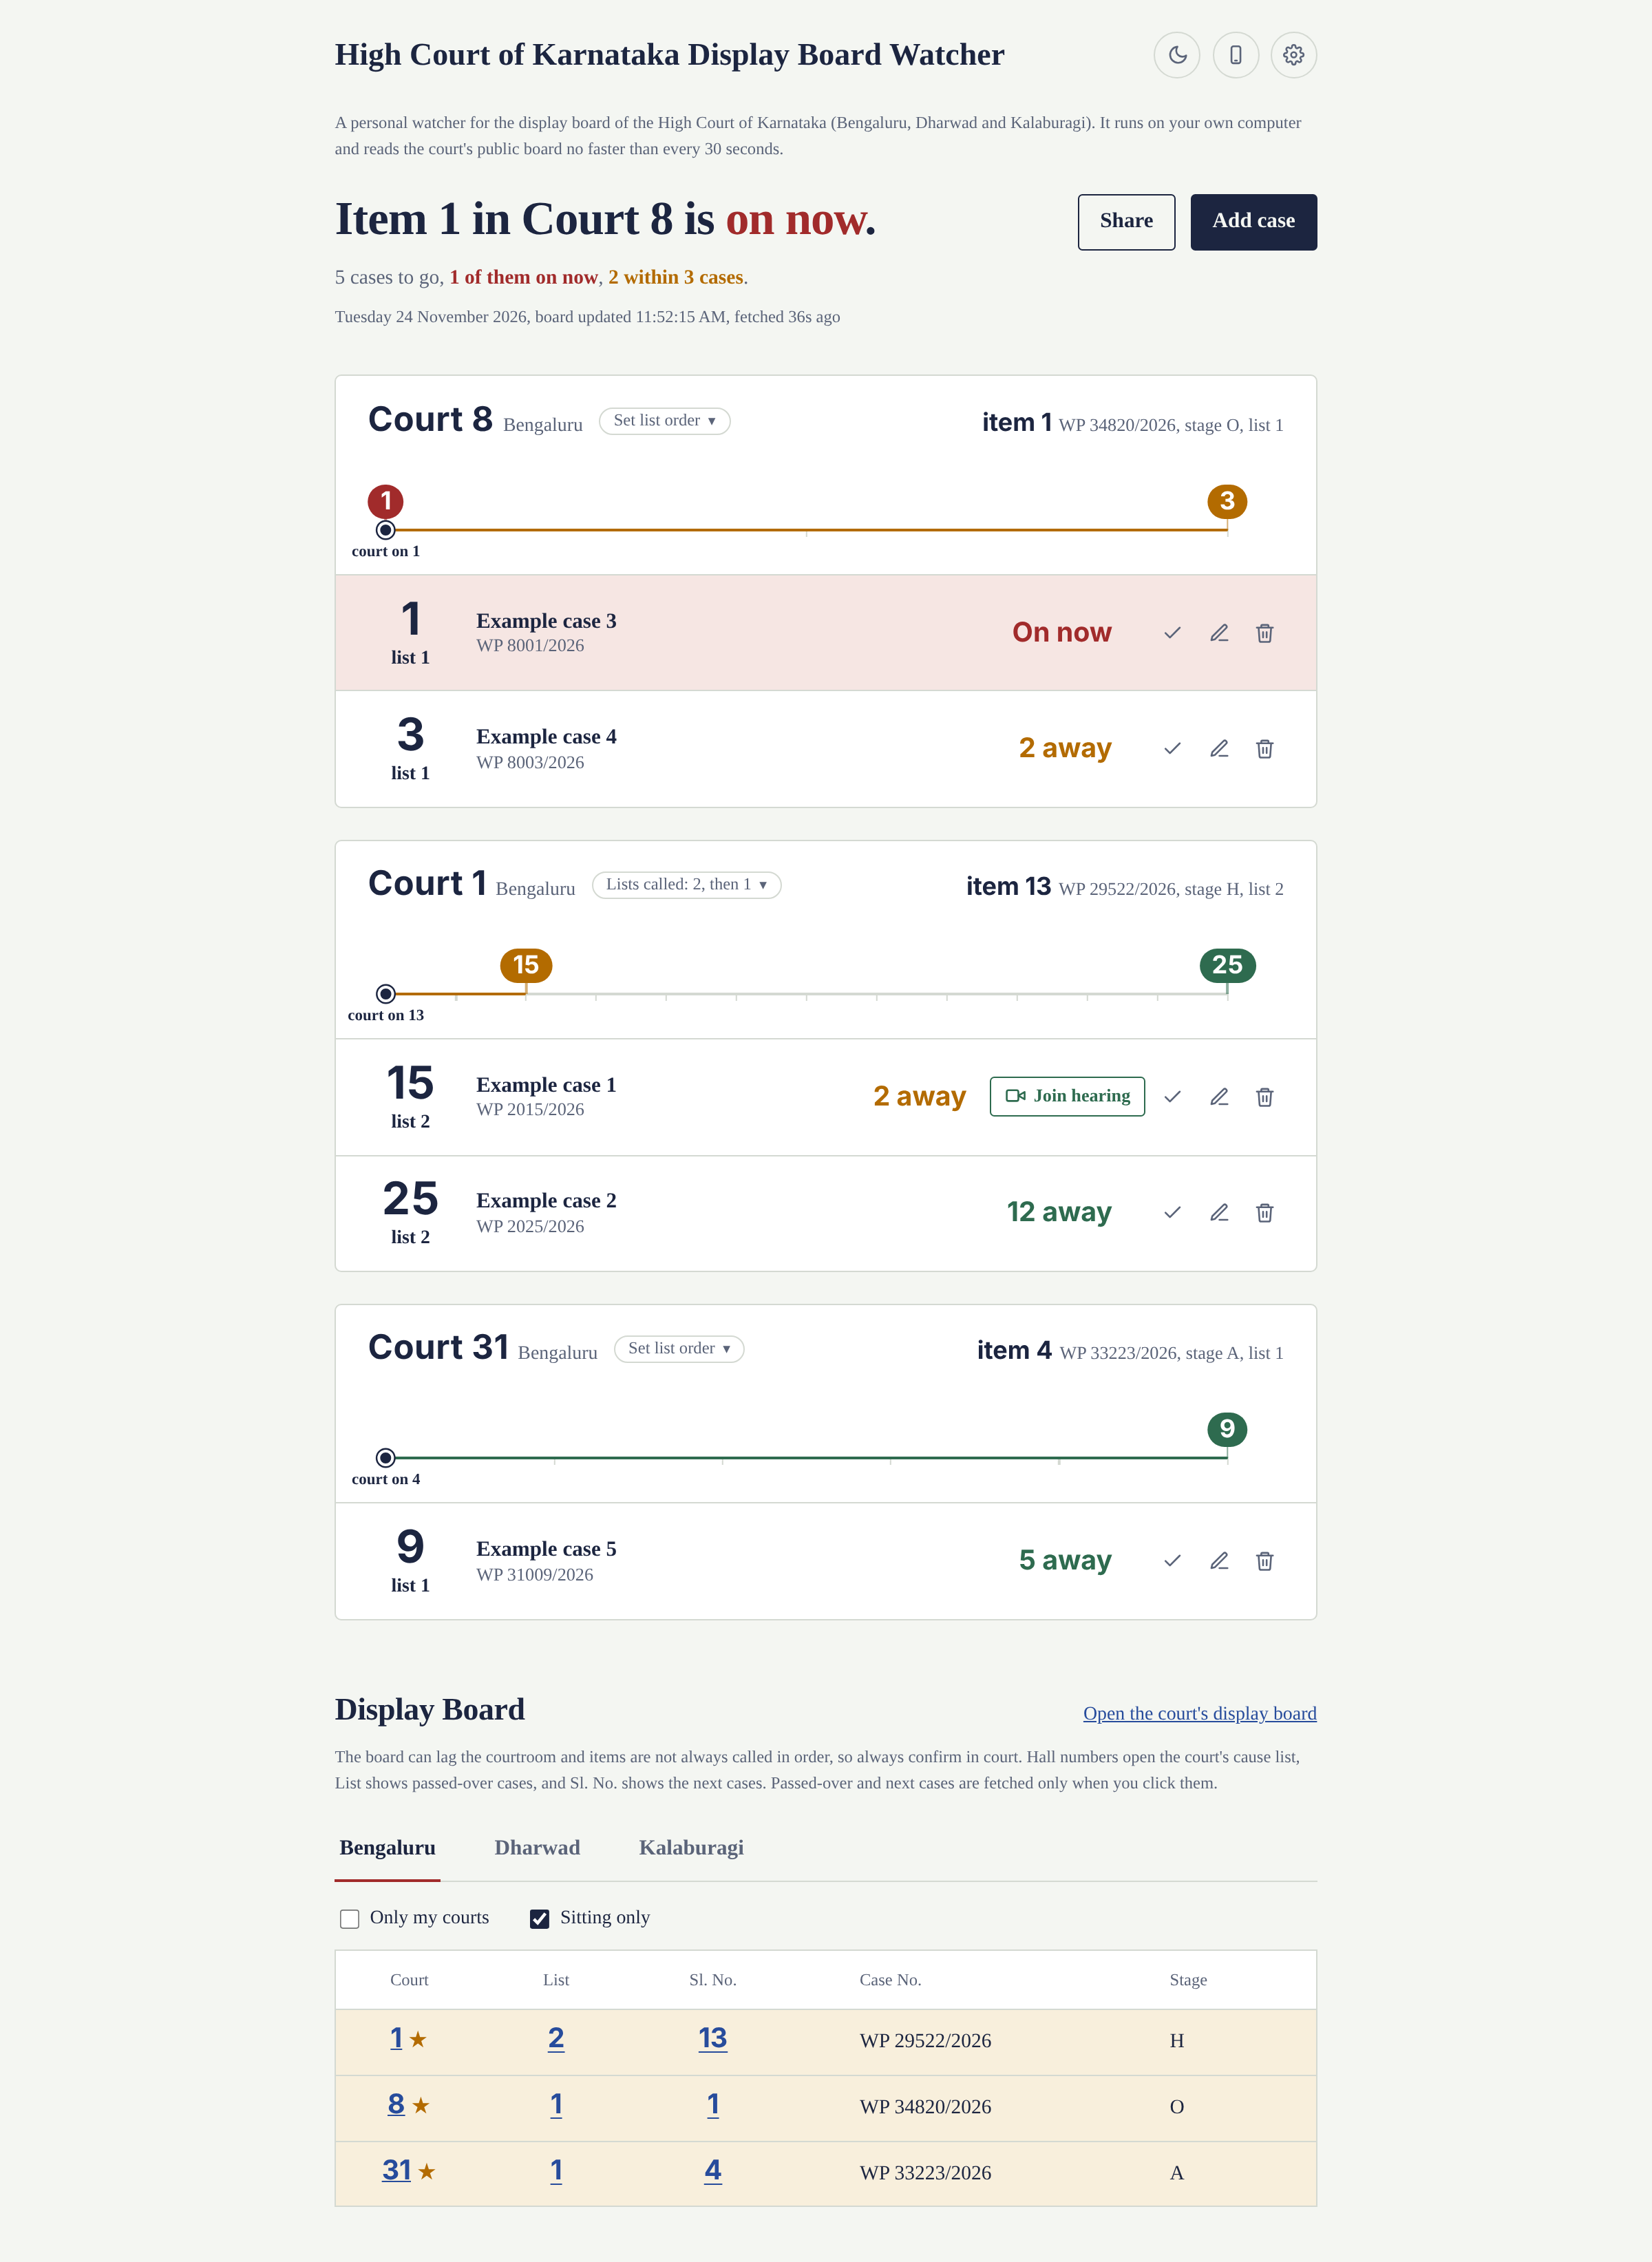 High Court of Karnataka Display Board Watcher
A personal watcher for the display board of the High Court of Karnataka (Bengaluru, Dharwad and Kalaburagi). It runs on your own computer
and reads the court's public board no faster than every 30 seconds.
Item 1 in Court 8 is on now.
Share
Add case
5 cases to go, 1 of them on now, 2 within 3 cases.
Tuesday 24 November 2026, board updated 11:52:15 AM, fetched 36s ago
Court 8 Bengaluru Set list order ▾ item 1 WP 34820/2026, stage O, list 1
1 3
court on 1
1 Example case 3 On now
list 1 WP 8001/2026
3 Example case 4 2 away
list 1 WP 8003/2026
Court 1 Bengaluru Lists called: 2, then 1 ▾ item 13 WP 29522/2026, stage H, list 2
15 25
court on 13
15 Example case 1 2 away Join hearing
list 2 WP 2015/2026
25 Example case 2 12 away
list 2 WP 2025/2026
Court 31 Bengaluru Set list order ▾ item 4 WP 33223/2026, stage A, list 1
9
court on 4
9 Example case 5 5 away
list 1 WP 31009/2026
Display Board Open the court's display board
The board can lag the courtroom and items are not always called in order, so always confirm in court. Hall numbers open the court's cause list,
List shows passed-over cases, and Sl. No. shows the next cases. Passed-over and next cases are fetched only when you click them.
Bengaluru Dharwad Kalaburagi
Only my courts Sitting only
Court List Sl. No. Case No. Stage
1 ★ 2 13 WP 29522/2026 H
8 ★ 1 1 WP 34820/2026 O
31 ★ 1 4 WP 33223/2026 A